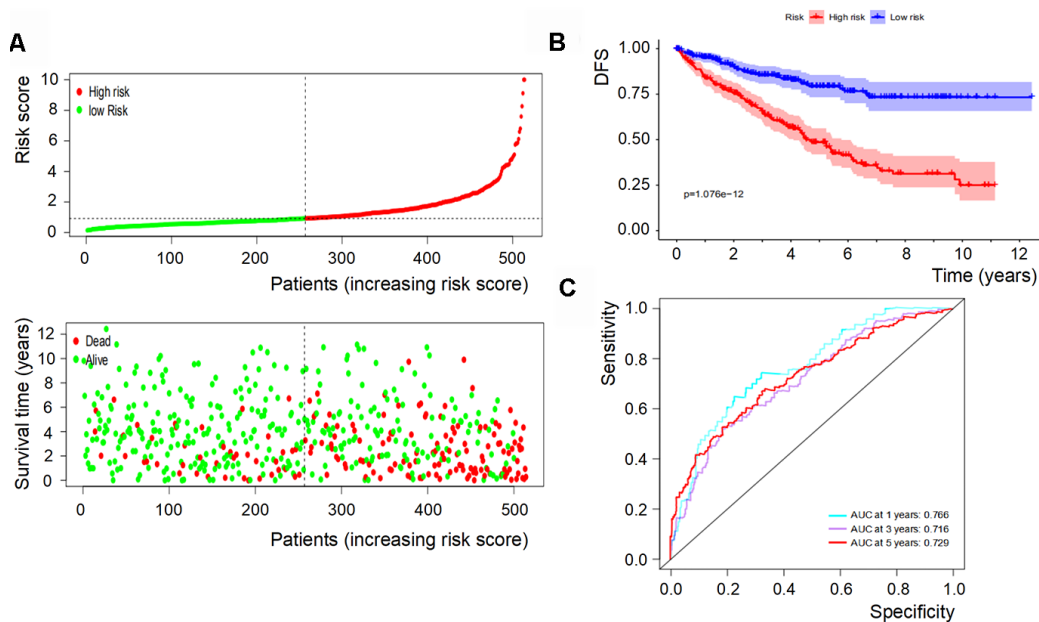 A
Risk score
10
8
6
4
2
0
High risk
low Risk
0 100 200 300 400 500
Patients (increasing risk score)
Survival time (years)
12
10
8
6
4
2
0
Dead
Alive
0 100 200 300 400 500
Patients (increasing risk score)
B
Risk High risk Low risk
DFS
1.00
0.75
0.50
0.25
0.00
p=1.076e−12
0 2 4 6 8 10 12
Time (years)
C
Sensitivity
1.0
0.8
0.6
0.4
0.2
0.0
AUC at 1 years: 0.766
AUC at 3 years: 0.716
AUC at 5 years: 0.729
0.0 0.2 0.4 0.6 0.8 1.0
Specificity